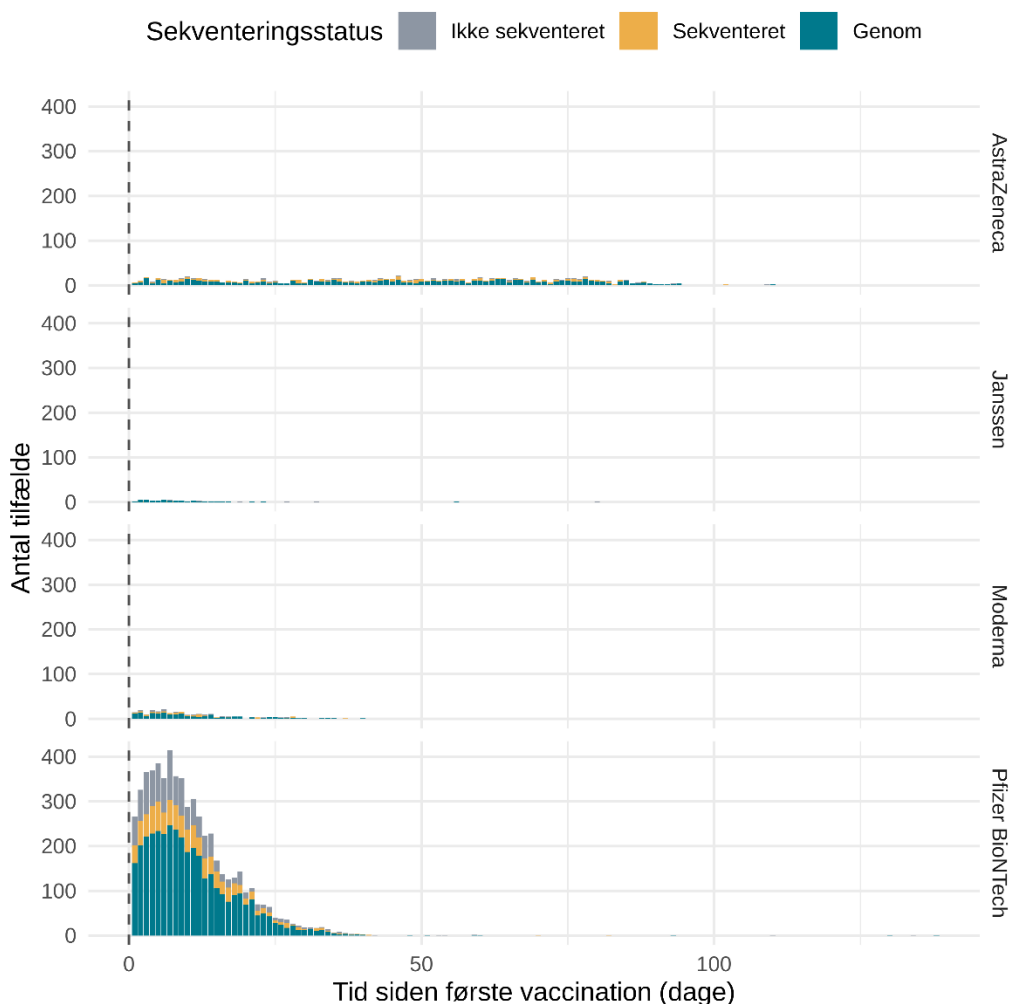 Sekventeringsstatus Ikke sekventeret Sekventeret Genom
400
300
200
100
0
AstraZeneca
400
300
200
100
0
Janssen
400
300
200
100
0
Moderna
400
300
200
100
0
Pfizer BioNTech
Antal tilfælde
0 50 100
Tid siden første vaccination (dage)